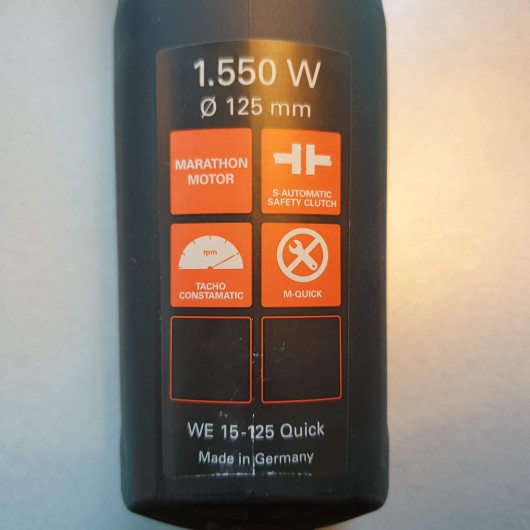 1.550 W
Ø 125 mm
MARATHON
MOTOR
S-AUTOMATIC
SAFETY CLUTCH
rpm
TACHO
CONSTAMATIC
M-QUICK
WE 15-125 Quick
Made in Germany